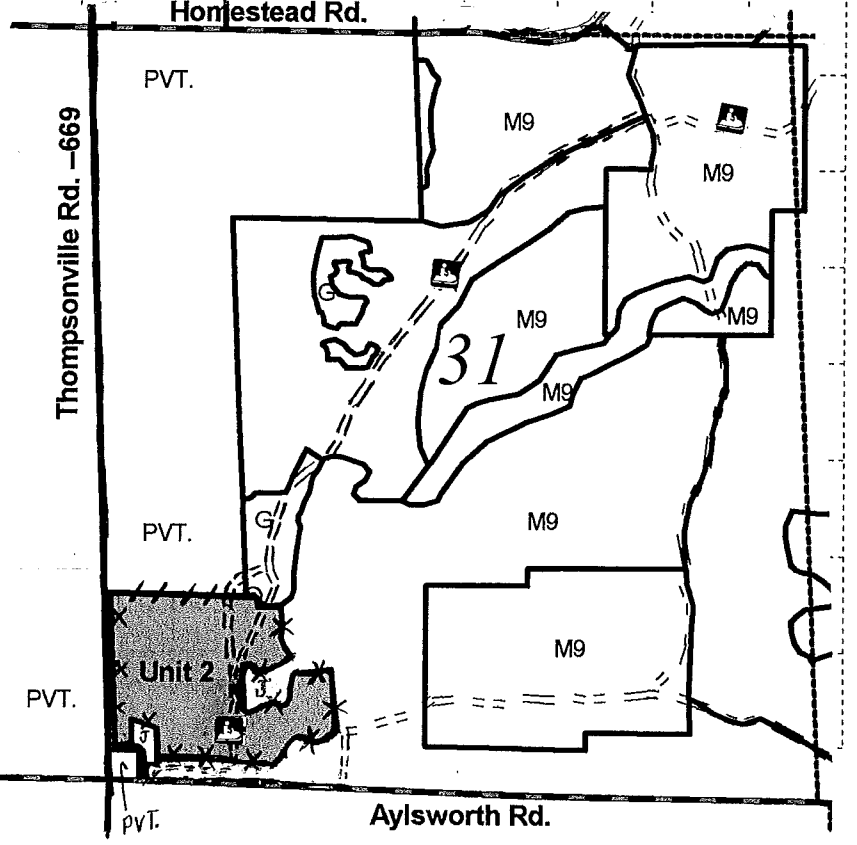 Homestead Rd.
PVT.
Thompsonville Rd. –669
M9
M9
G
M9
M9
31
M9
G
M9
PVT.
M9
Unit 2
J
PVT.
J
Aylsworth Rd.
PVT.